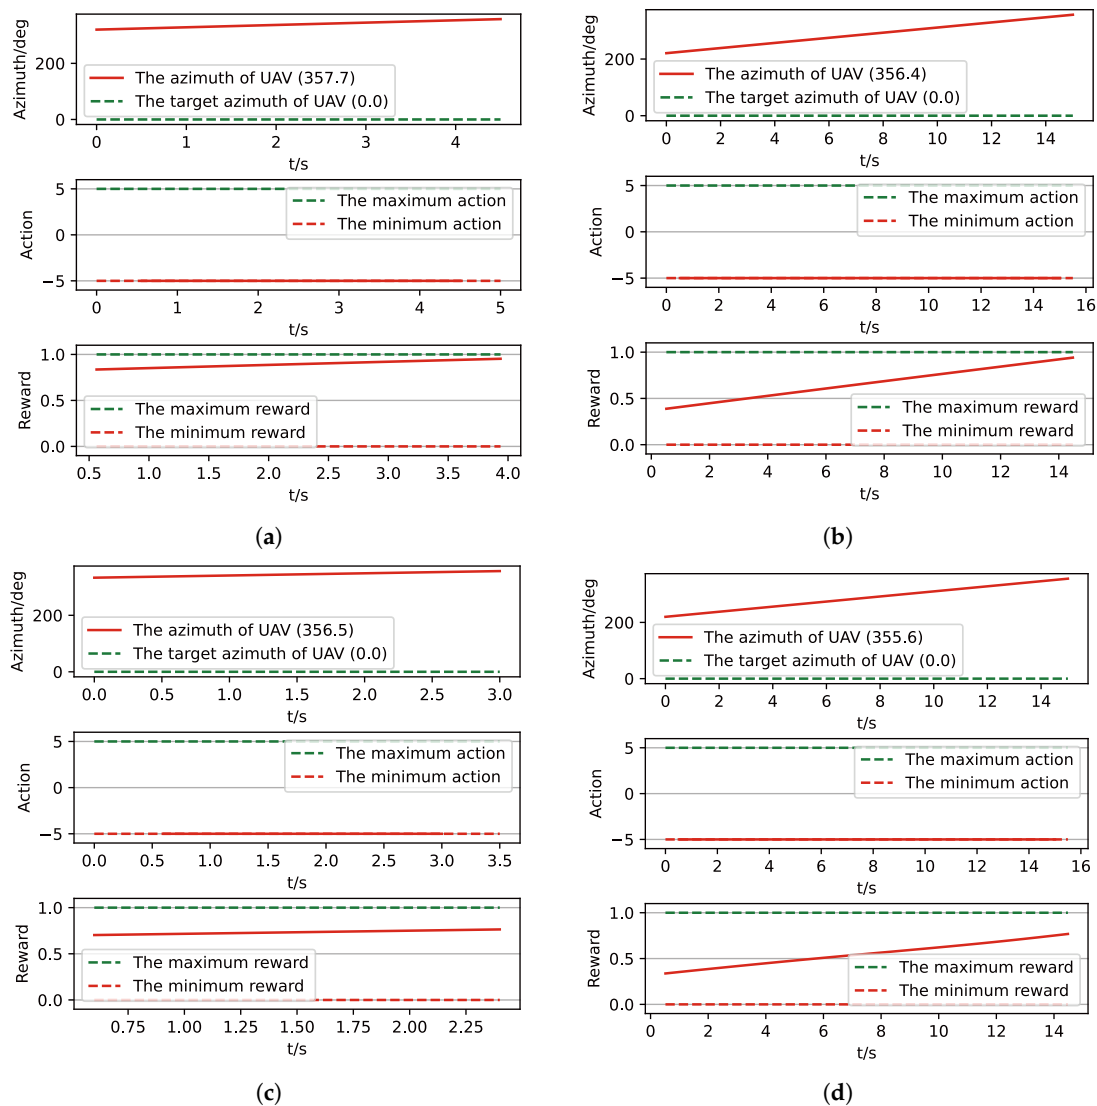 Azimuth/deg
200
0
The azimuth of UAV (357.7)
The target azimuth of UAV (0.0)
0 1 2 3 4
t/s
Action
5
0
−5
The maximum action
The minimum action
0 1 2 3 4 5
t/s
Reward
1.0
0.5
0.0
The maximum reward
The minimum reward
0.5 1.0 1.5 2.0 2.5 3.0 3.5 4.0
t/s
(a)
Azimuth/deg
200
0
The azimuth of UAV (356.4)
The target azimuth of UAV (0.0)
0 2 4 6 8 10 12 14
t/s
Action
5
0
−5
The maximum action
The minimum action
0 2 4 6 8 10 12 14 16
t/s
Reward
1.0
0.5
0.0
The maximum reward
The minimum reward
0 2 4 6 8 10 12 14
t/s
(b)
Azimuth/deg
200
0
The azimuth of UAV (356.5)
The target azimuth of UAV (0.0)
0.0 0.5 1.0 1.5 2.0 2.5 3.0
t/s
Action
5
0
−5
The maximum action
The minimum action
0.0 0.5 1.0 1.5 2.0 2.5 3.0 3.5
t/s
Reward
1.0
0.5
0.0
The maximum reward
The minimum reward
0.75 1.00 1.25 1.50 1.75 2.00 2.25
t/s
(c)
Azimuth/deg
200
0
The azimuth of UAV (355.6)
The target azimuth of UAV (0.0)
0 2 4 6 8 10 12 14
t/s
Action
5
0
−5
The maximum action
The minimum action
0 2 4 6 8 10 12 14 16
t/s
Reward
1.0
0.5
0.0
The maximum reward
The minimum reward
0 2 4 6 8 10 12 14
t/s
(d)